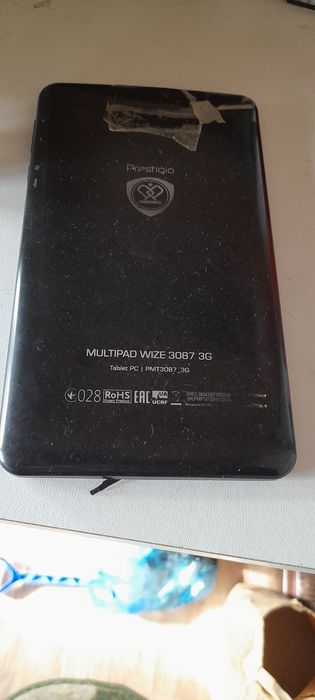 Prestigio
MULTIPAD WIZE 3087 3G
Tablet PC | PMT3087_3G
028 RoHS EAC UCRF